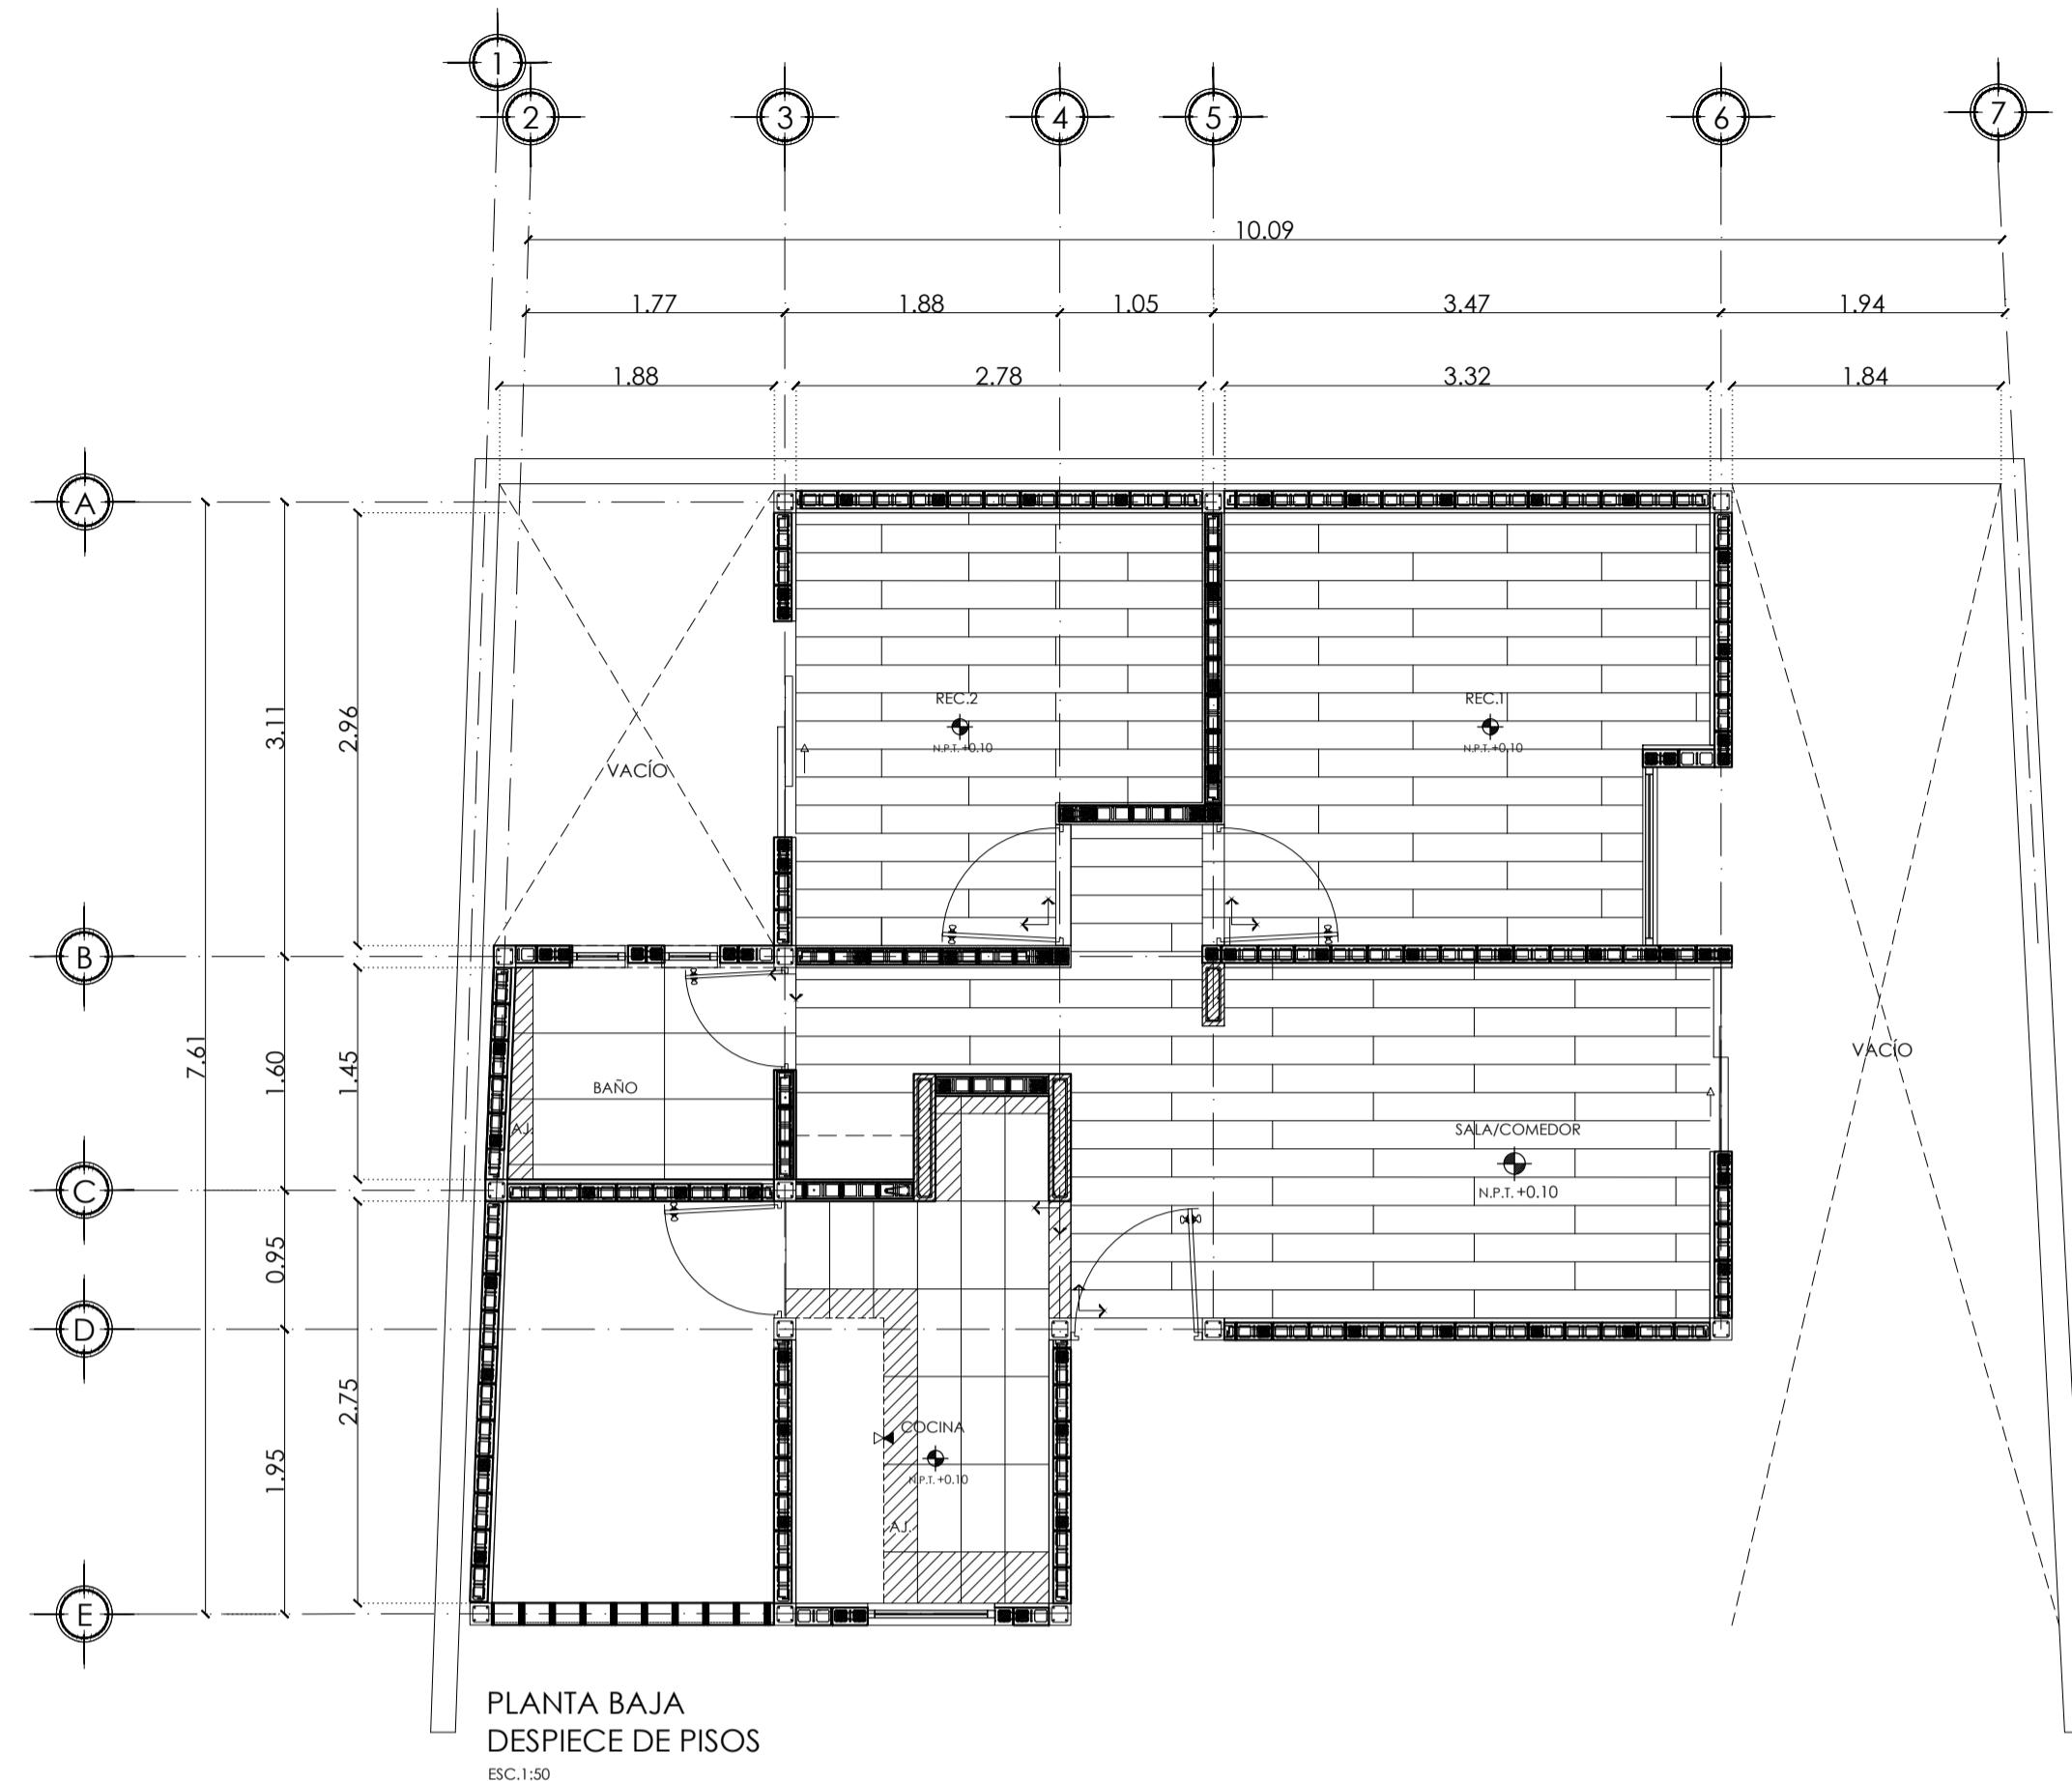 1
2
3
4
5
6
7
10.09
1.77
1.88
1.05
3.47
1.94
1.88
2.78
3.32
1.84
A
B
C
D
E
7.61
3.11
1.60
0.95
1.95
2.96
1.45
2.75
VACÍO
REC.2
N.P.T. +0.10
REC.1
N.P.T. +0.10
VACÍO
BAÑO
AJ.
SALA/COMEDOR
N.P.T. +0.10
COCINA
N.P.T. +0.10
AJ.
PLANTA BAJA
DESPIECE DE PISOS
ESC.1:50